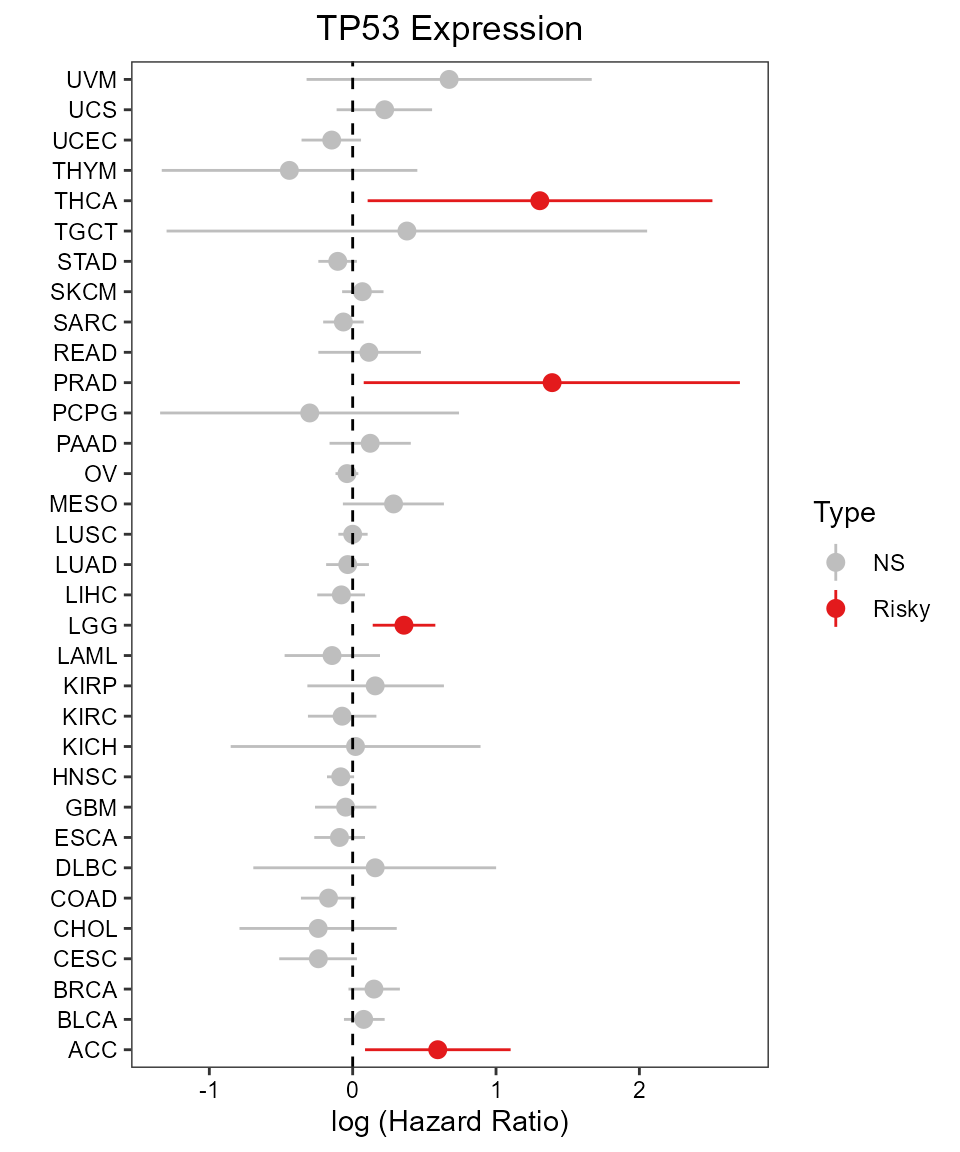 TP53 Expression
UVM
UCS
UCEC
THYM
THCA
TGCT
STAD
SKCM
SARC
READ
PRAD
PCPG
PAAD
OV
MESO
LUSC
LUAD
LIHC
LGG
LAML
KIRP
KIRC
KICH
HNSC
GBM
ESCA
DLBC
COAD
CHOL
CESC
BRCA
BLCA
ACC
-1 0 1 2
log (Hazard Ratio)
Type
NS
Risky